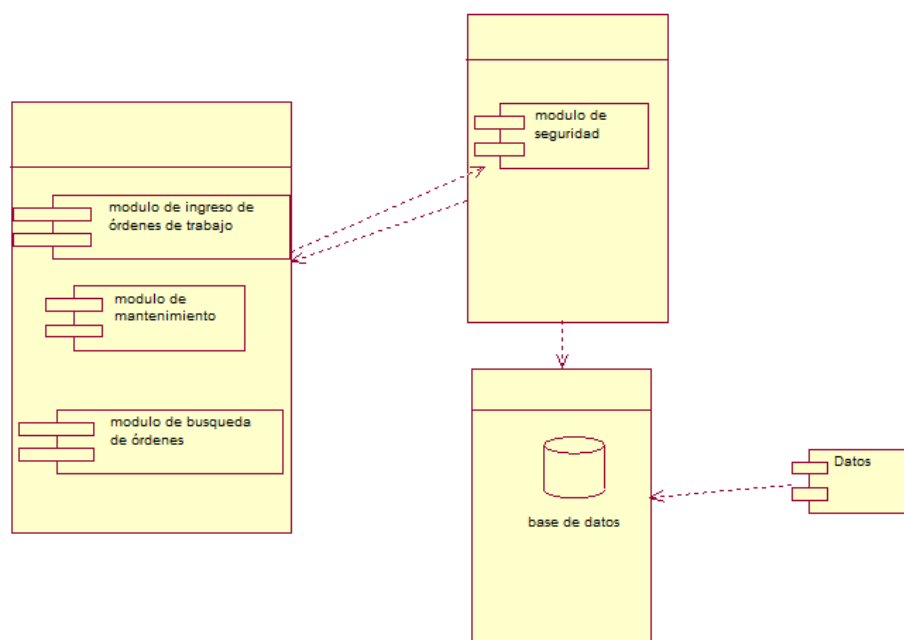 modulo de
seguridad
modulo de ingreso de
órdenes de trabajo
modulo de
mantenimiento
modulo de busqueda
de órdenes
Datos
base de datos